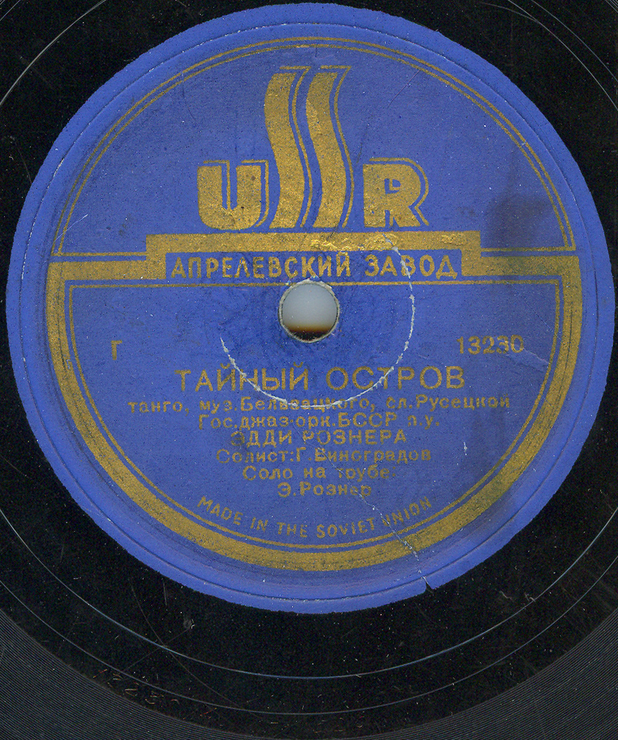 USSR
АПРЕЛЕВСКИЙ ЗАВОД
Г 13230
ТАЙНЫЙ ОСТРОВ
танго, муз. Белазацкого, сл. Русецкой
Гос. джаз-орк. БССР п. у.
ЭДДИ РОЗНЕРА
Солист: Г. Виноградов
Соло на трубе
Э. Рознер
MADE IN THE SOVIET UNION